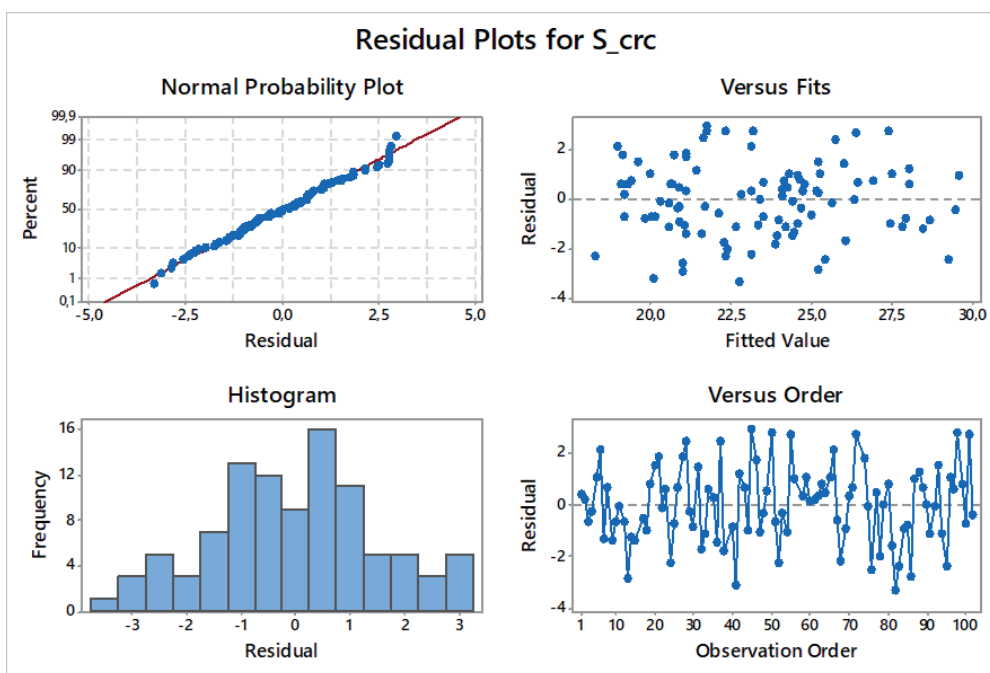 Residual Plots for S_crc
Normal Probability Plot
99,9
99
90
50
10
1
0,1
Percent
-5,0 -2,5 0,0 2,5 5,0
Residual
Versus Fits
2
0
-2
-4
Residual
20,0 22,5 25,0 27,5 30,0
Fitted Value
Histogram
16
12
8
4
0
Frequency
-3 -2 -1 0 1 2 3
Residual
Versus Order
2
0
-2
-4
Residual
1 10 20 30 40 50 60 70 80 90 100
Observation Order